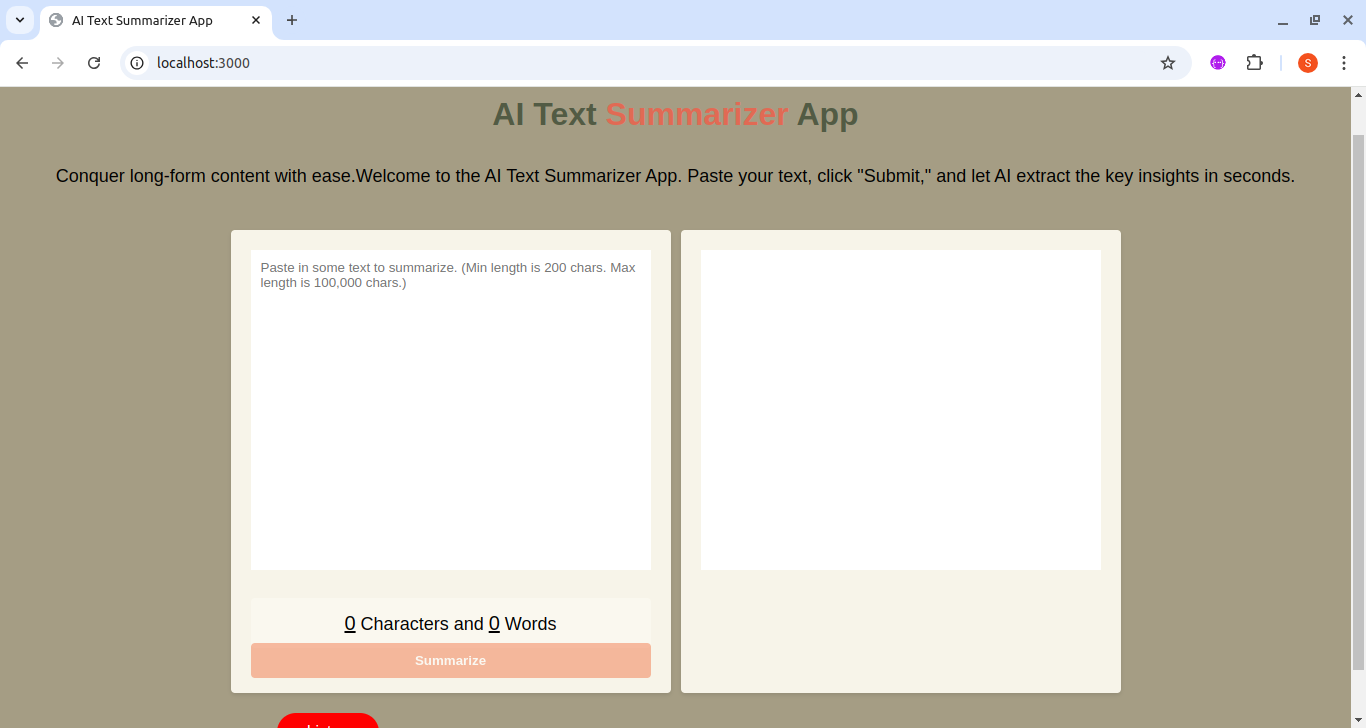 AI Text Summarizer App
localhost:3000
S
AI Text Summarizer App
Conquer long-form content with ease.Welcome to the AI Text Summarizer App. Paste your text, click "Submit," and let AI extract the key insights in seconds.
Paste in some text to summarize. (Min length is 200 chars. Max
length is 100,000 chars.)
0 Characters and 0 Words
Summarize